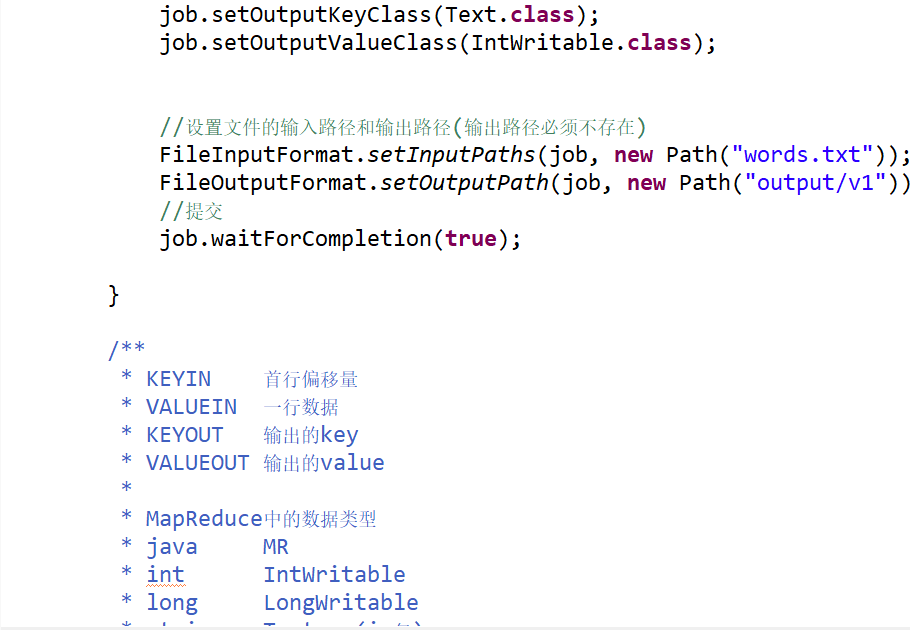 job.setOutputKeyClass(Text.class);
job.setOutputValueClass(IntWritable.class);
//设置文件的输入路径和输出路径(输出路径必须不存在)
FileInputFormat.setInputPaths(job, new Path("words.txt"));
FileOutputFormat.setOutputPath(job, new Path("output/v1"))
//提交
job.waitForCompletion(true);
}
/**
* KEYIN 首行偏移量
* VALUEIN 一行数据
* KEYOUT 输出的key
* VALUEOUT 输出的value
*
* MapReduce中的数据类型
* java MR
* int IntWritable
* long LongWritable